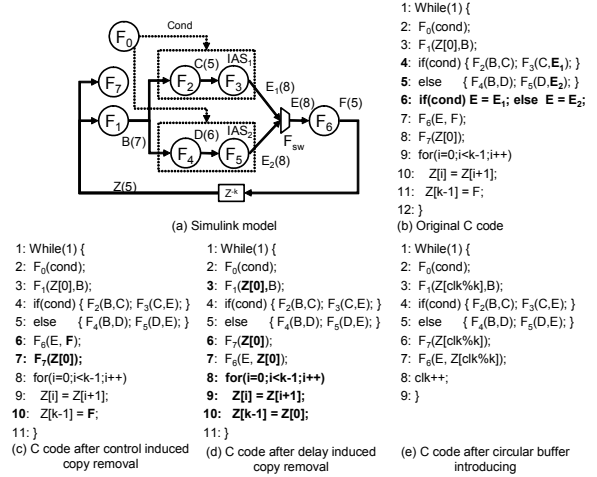 Cond
F0
IAS1
C(5)
F7
F2
F3
E1(8)
E(8)
F(5)
F1
B(7)
D(6)
IAS2
Fsw
F6
F4
F5
E2(8)
Z(5)
Z-k
(a) Simulink model
1: While(1) {
2: F0(cond);
3: F1(Z[0],B);
4: if(cond) { F2(B,C); F3(C,E1); }
5: else { F4(B,D); F5(D,E2); }
6: if(cond) E = E1; else E = E2;
7: F6(E, F);
8: F7(Z[0]);
9: for(i=0;i<k-1;i++)
10: Z[i] = Z[i+1];
11: Z[k-1] = F;
12: }
(b) Original C code
1: While(1) {
2: F0(cond);
3: F1(Z[0],B);
4: if(cond) { F2(B,C); F3(C,E); }
5: else { F4(B,D); F5(D,E); }
6: F6(E, F);
7: F7(Z[0]);
8: for(i=0;i<k-1;i++)
9: Z[i] = Z[i+1];
10: Z[k-1] = F;
11: }
(c) C code after control induced
copy removal
1: While(1) {
2: F0(cond);
3: F1(Z[0],B);
4: if(cond) { F2(B,C); F3(C,E); }
5: else { F4(B,D); F5(D,E); }
6: F7(Z[0]);
7: F6(E, Z[0]);
8: for(i=0;i<k-1;i++)
9: Z[i] = Z[i+1];
10: Z[k-1] = Z[0];
11: }
(d) C code after delay induced
copy removal
1: While(1) {
2: F0(cond);
3: F1(Z[clk%k],B);
4: if(cond) { F2(B,C); F3(C,E); }
5: else { F4(B,D); F5(D,E); }
6: F7(Z[clk%k]);
7: F6(E, Z[clk%k]);
8: clk++;
9: }
(e) C code after circular buffer
introducing